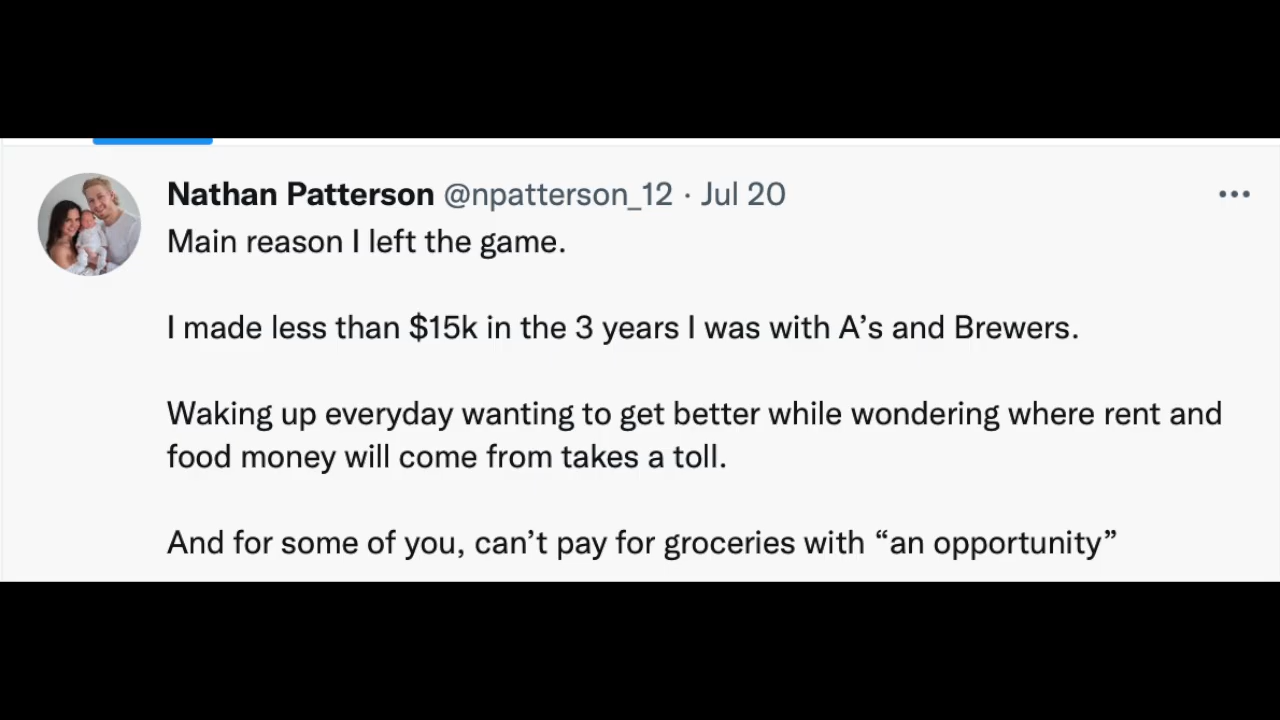 Nathan Patterson @npatterson_12 · Jul 20
Main reason I left the game.
I made less than $15k in the 3 years I was with A’s and Brewers.
Waking up everyday wanting to get better while wondering where rent and
food money will come from takes a toll.
And for some of you, can’t pay for groceries with “an opportunity”